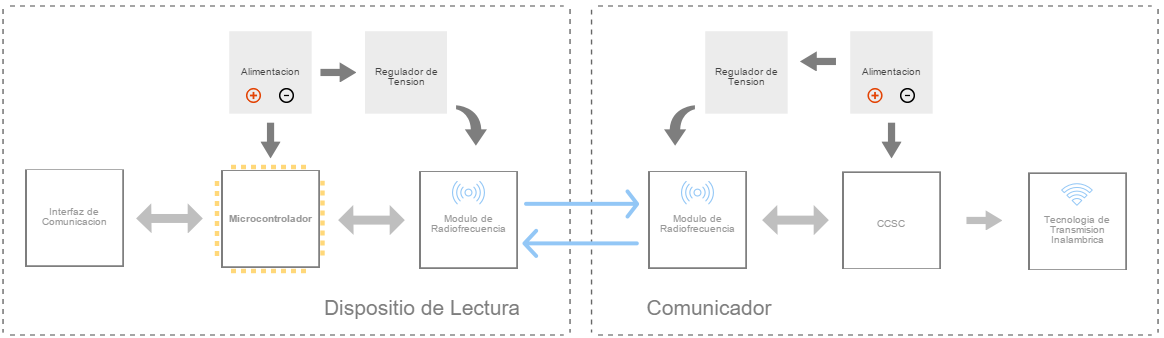 Alimentacion
Regulador de
Tension
Interfaz de
Comunicacion
Microcontrolador
Modulo de
Radiofrecuencia
Dispositio de Lectura
Regulador de
Tension
Alimentacion
Modulo de
Radiofrecuencia
CCSC
Tecnologia de
Transmision
Inalambrica
Comunicador